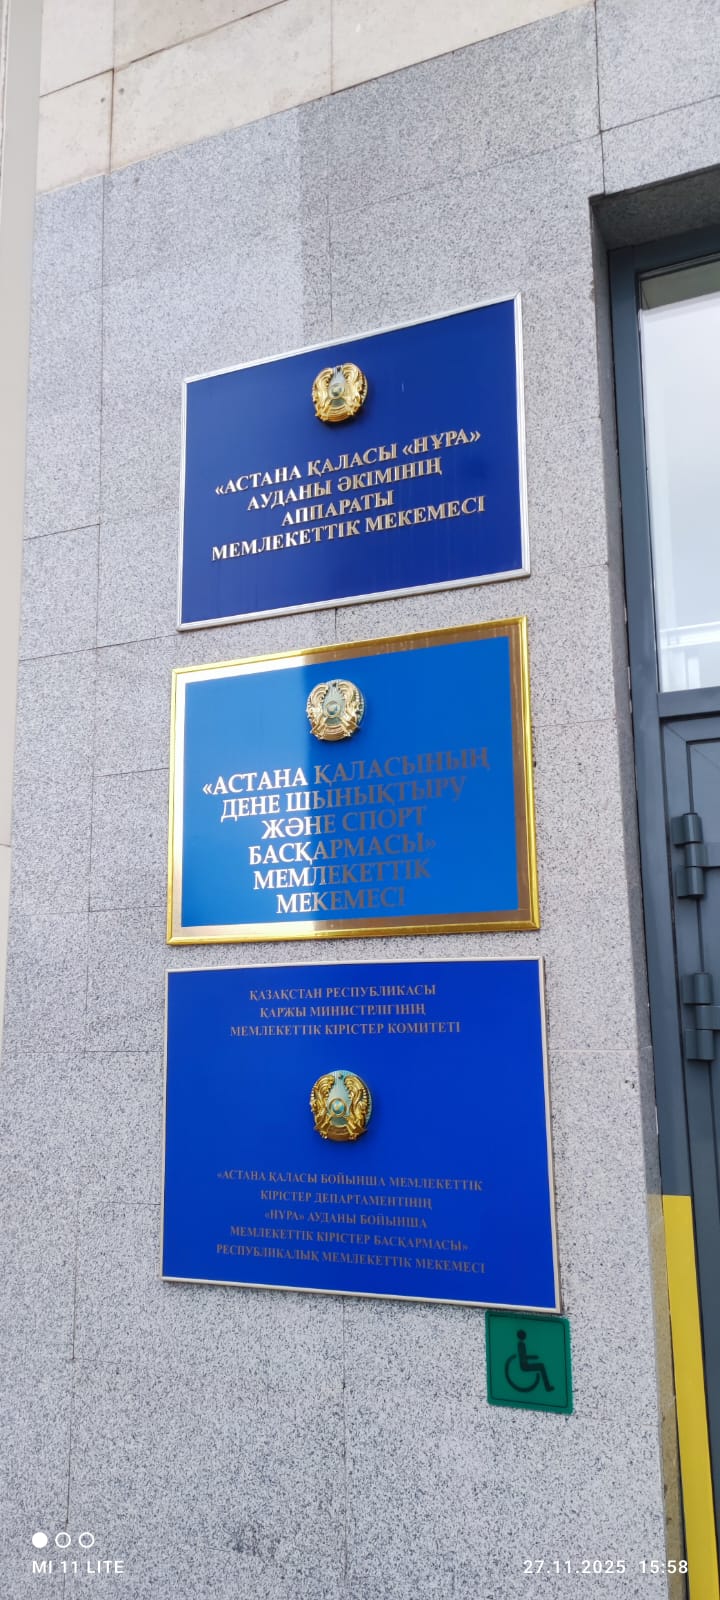 «АСТАНА ҚАЛАСЫ «НҰРА»
АУДАНЫ ӘКІМІНІҢ
АППАРАТЫ
МЕМЛЕКЕТТІК МЕКЕМЕСІ
«АСТАНА ҚАЛАСЫНЫҢ
ДЕНЕ ШЫНЫҚТЫРУ
ЖӘНЕ СПОРТ
БАСҚАРМАСЫ»
МЕМЛЕКЕТТІК
МЕКЕМЕСІ
ҚАЗАҚСТАН РЕСПУБЛИКАСЫ
ҚАРЖЫ МИНИСТРЛІГІНІҢ
МЕМЛЕКЕТТІК КІРІСТЕР КОМИТЕТІ
«АСТАНА ҚАЛАСЫ БОЙЫНША МЕМЛЕКЕТТІК
КІРІСТЕР ДЕПАРТАМЕНТІНІҢ
«НҰРА» АУДАНЫ БОЙЫНША
МЕМЛЕКЕТТІК КІРІСТЕР БАСҚАРМАСЫ»
РЕСПУБЛИКАЛЫҚ МЕМЛЕКЕТТІК МЕКЕМЕСІ
MI 11 LITE
27.11.2025 15:58